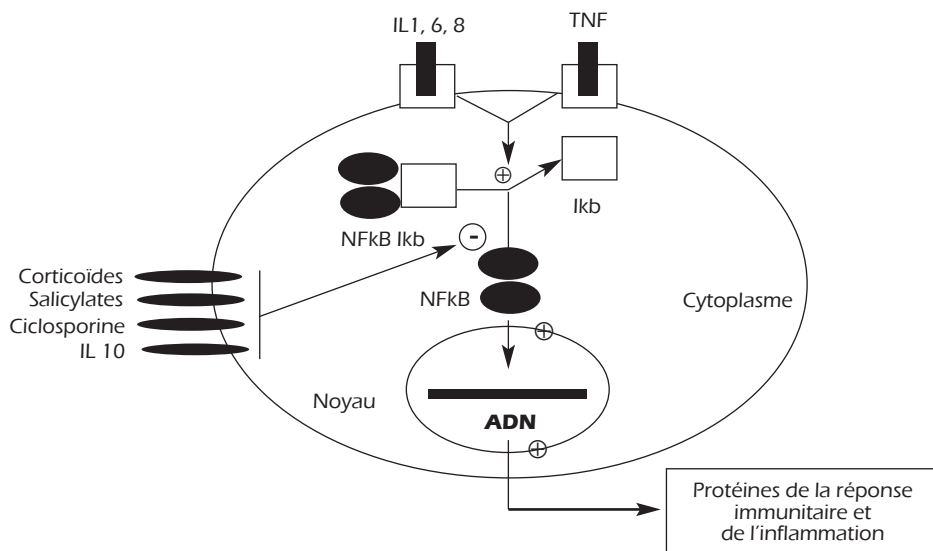 IL1, 6, 8
TNF
+
Ikb
NFkB Ikb
-
Corticoïdes
Salicylates
Ciclosporine
IL 10
NFkB
Cytoplasme
+
Noyau
ADN
+
Protéines de la réponse
immunitaire et
de l'inflammation